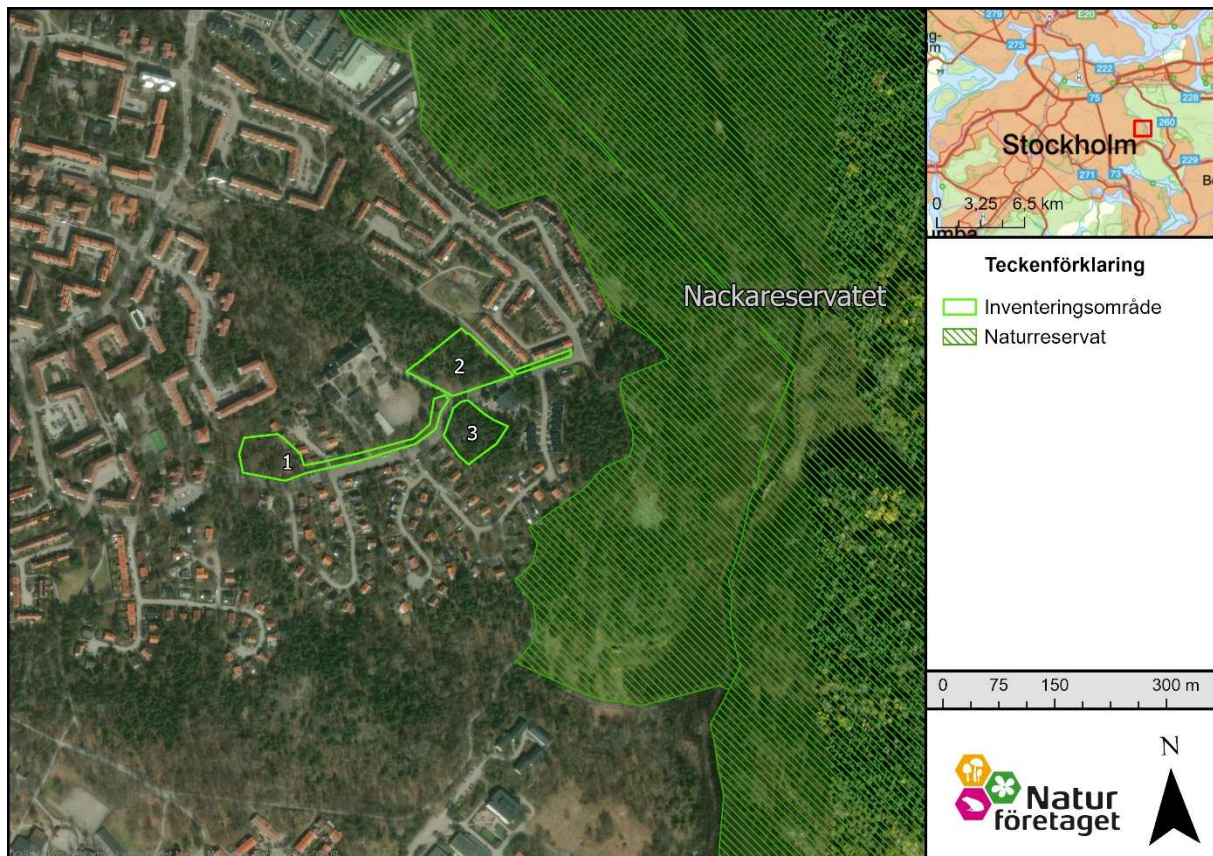 Nackareservatet
1
2
3
279
E20
275
222
75
228
260
Stockholm
229
271
73
0 3,25 6,5 km
Teckenförklaring
Inventeringsområde
Naturreservat
0 75 150 300 m
N
Natur
företaget